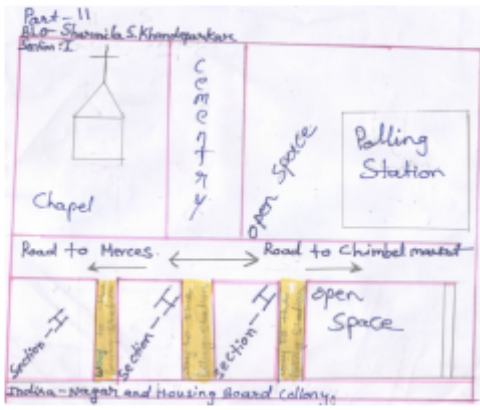 Part-11
BLO- Sharmila S. Khandeparkar
Section: I
Chapel
Cemeentry
Open Space
Polling
Station
Road to Merces.
Road to Chimbel market
Section - I
Section - I
Section - I
Open
Space
Indira-Nagar and Housing Board Colony.